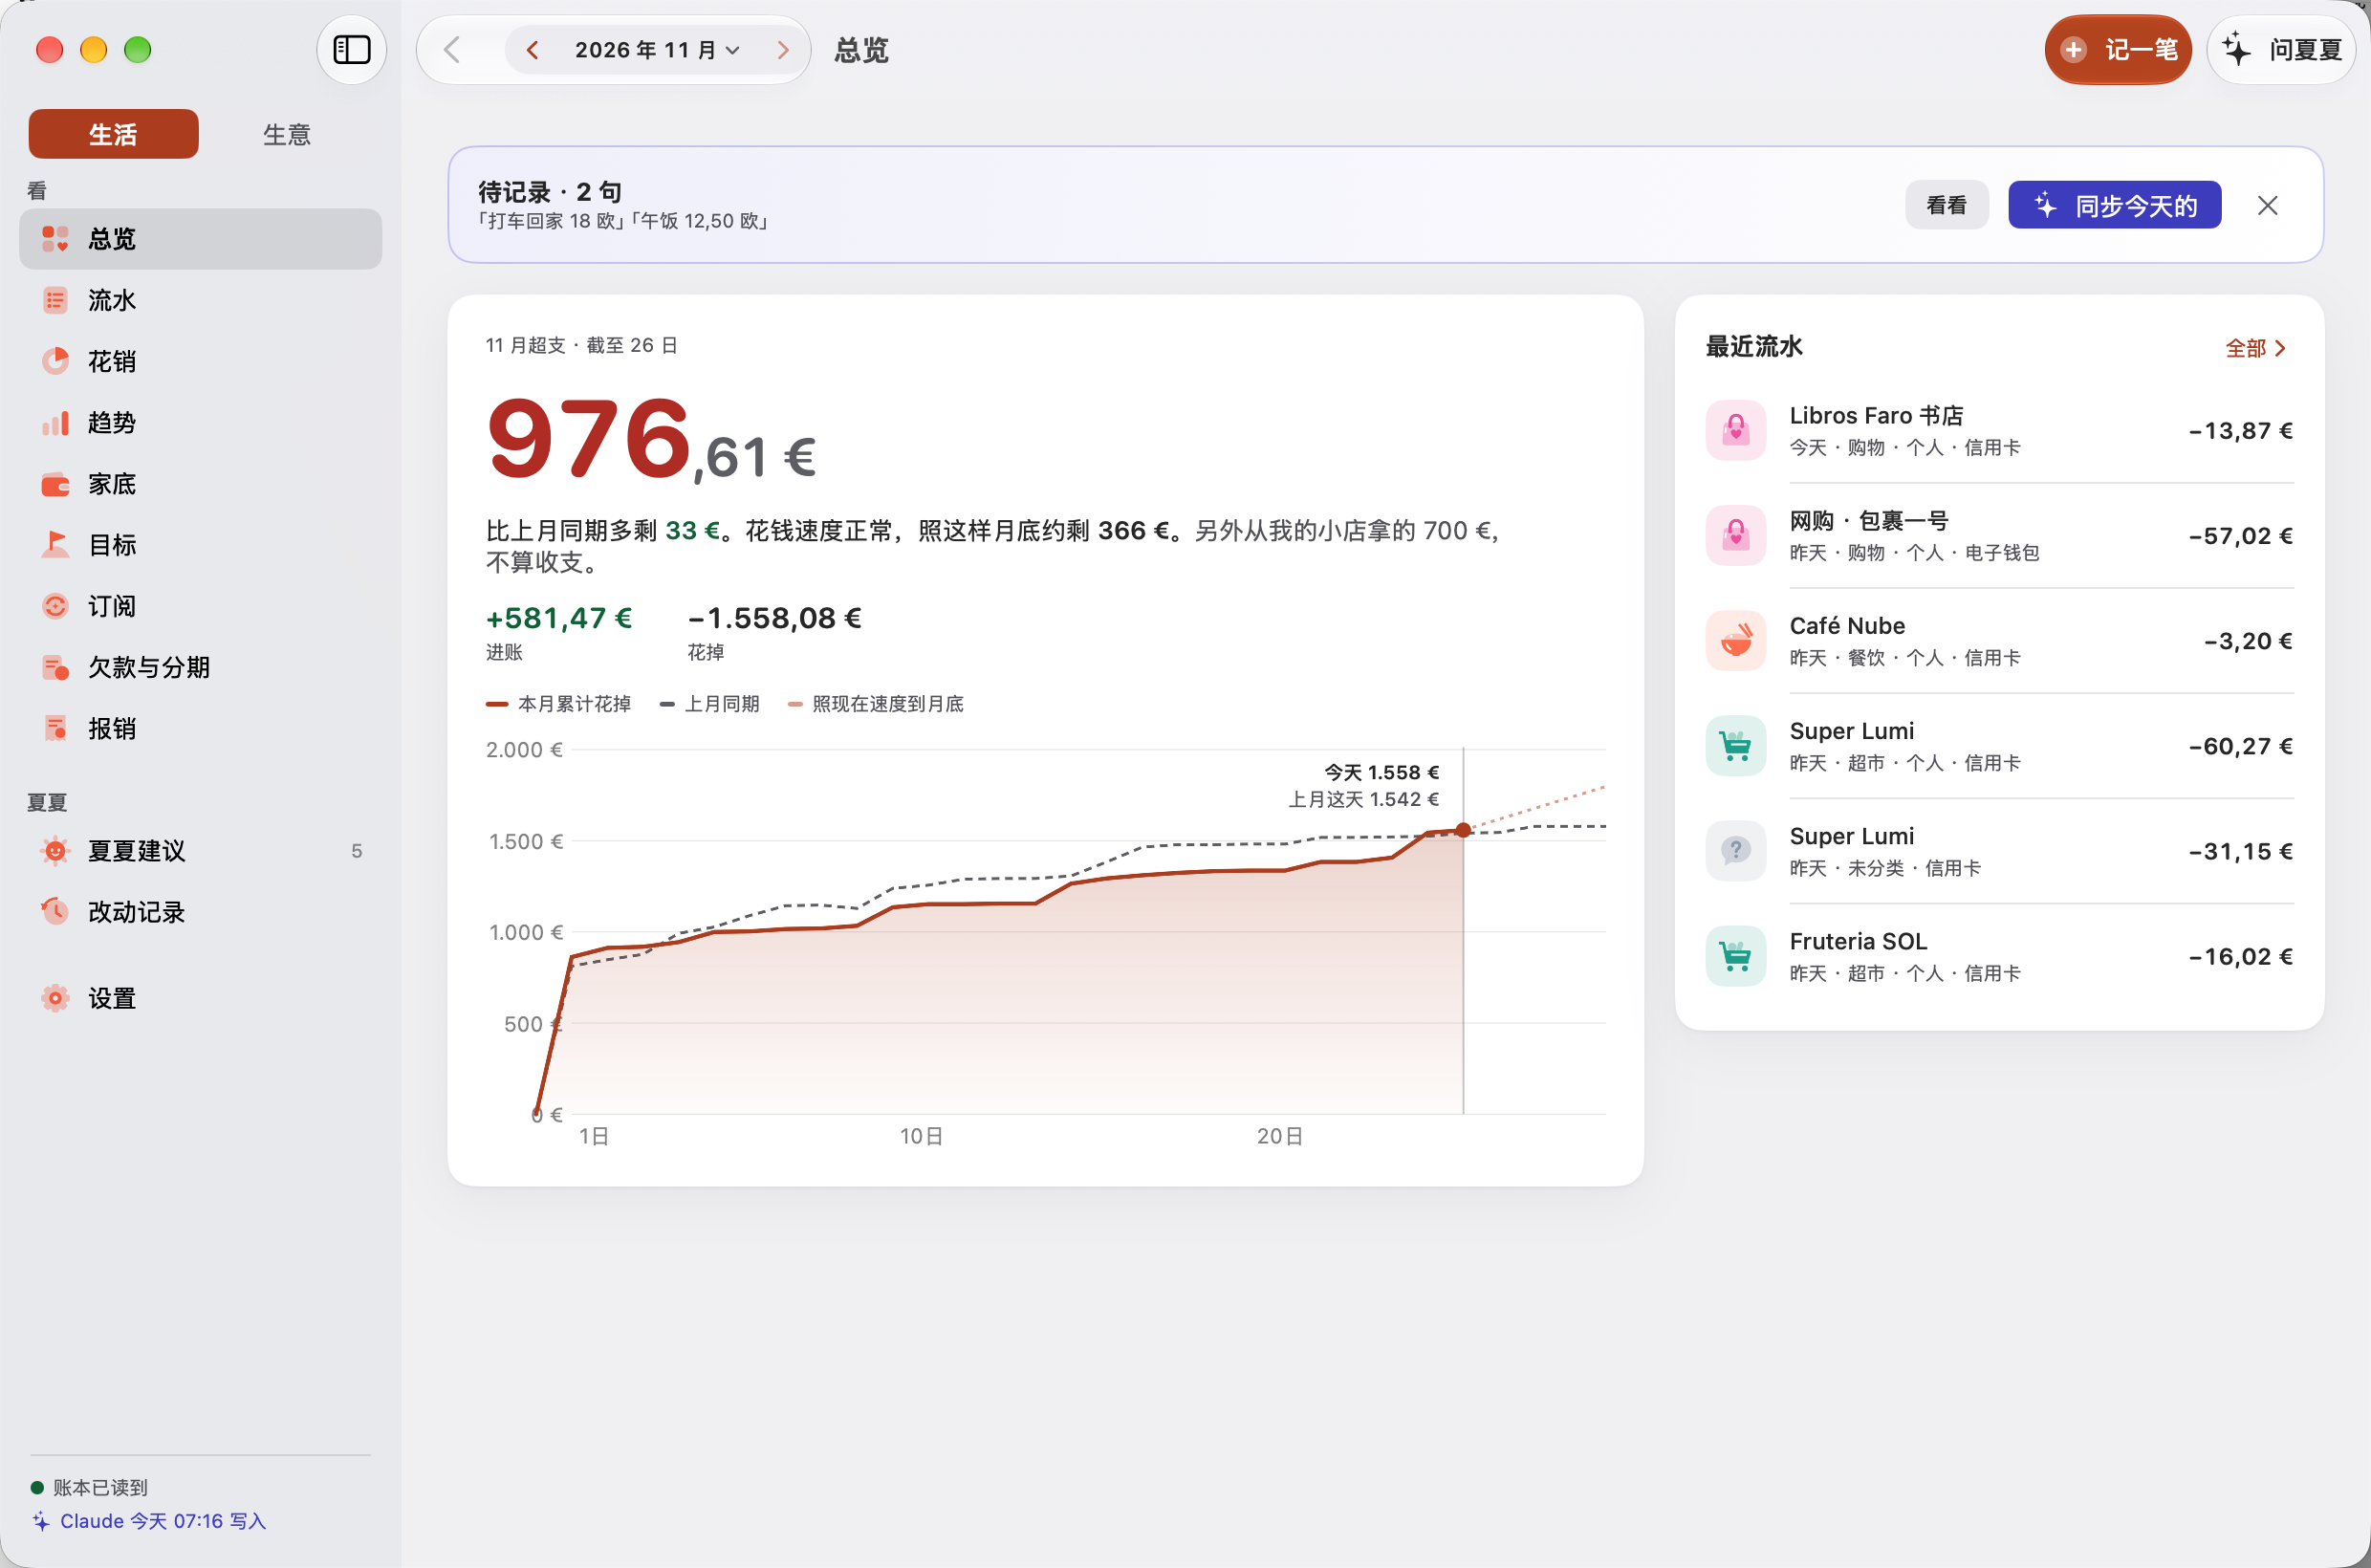 2026 年 11 月
总览
记一笔
问夏夏
生活
生意
看
总览
流水
花销
趋势
家底
目标
订阅
欠款与分期
报销
夏夏
夏夏建议 5
改动记录
设置
账本已读到
Claude 今天 07:16 写入
待记录 · 2 句
「打车回家 18 欧」「午饭 12,50 欧」
看看
同步今天的
11 月超支 · 截至 26 日
976,61 €
比上月同期多剩 33 €。花钱速度正常，照这样月底约剩 366 €。另外从我的小店拿的 700 €，
不算收支。
+581,47 €
进账
−1.558,08 €
花掉
本月累计花掉
上月同期
照现在速度到月底
2.000 €
1.500 €
1.000 €
500 €
0 €
今天 1.558 €
上月这天 1.542 €
1日
10日
20日
最近流水
全部
Libros Faro 书店
今天 · 购物 · 个人 · 信用卡
−13,87 €
网购 · 包裹一号
昨天 · 购物 · 个人 · 电子钱包
−57,02 €
Café Nube
昨天 · 餐饮 · 个人 · 信用卡
−3,20 €
Super Lumi
昨天 · 超市 · 个人 · 信用卡
−60,27 €
Super Lumi
昨天 · 未分类 · 信用卡
−31,15 €
Fruteria SOL
昨天 · 超市 · 个人 · 信用卡
−16,02 €